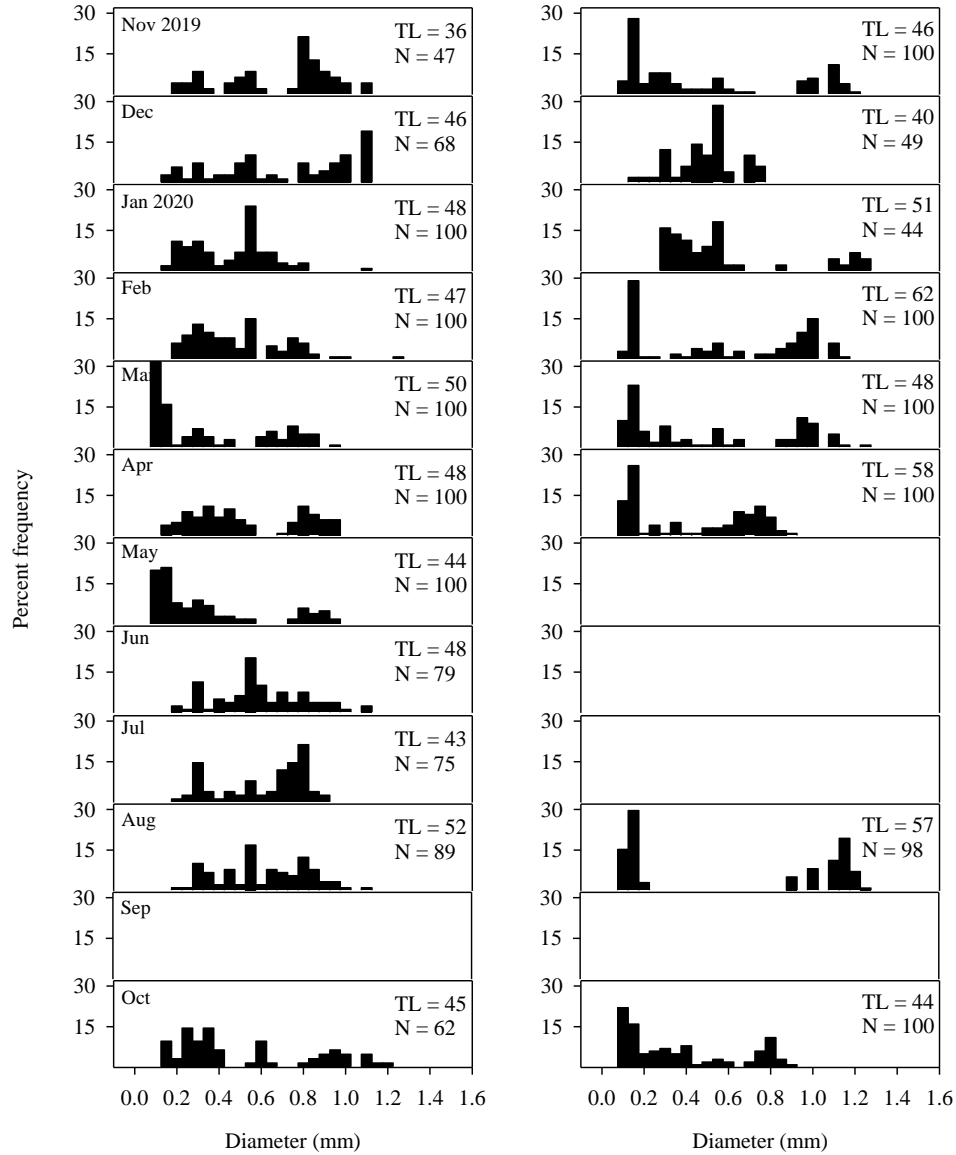 30
15
Nov 2019
TL = 36
N = 47
30
15
TL = 46
N = 100
30
15
Dec
TL = 46
N = 68
30
15
TL = 40
N = 49
30
15
Jan 2020
TL = 48
N = 100
30
15
TL = 51
N = 44
30
15
Feb
TL = 47
N = 100
30
15
TL = 62
N = 100
30
15
Mar
TL = 50
N = 100
30
15
TL = 48
N = 100
30
15
Apr
TL = 48
N = 100
30
15
TL = 58
N = 100
30
15
May
TL = 44
N = 100
30
15
30
15
Jun
TL = 48
N = 79
30
15
30
15
Jul
TL = 43
N = 75
30
15
30
15
Aug
TL = 52
N = 89
30
15
TL = 57
N = 98
30
15
Sep
30
15
30
15
Oct
TL = 45
N = 62
30
15
TL = 44
N = 100
Percent frequency
0.0 0.2 0.4 0.6 0.8 1.0 1.2 1.4 1.6
0.0 0.2 0.4 0.6 0.8 1.0 1.2 1.4 1.6
Diameter (mm)
Diameter (mm)